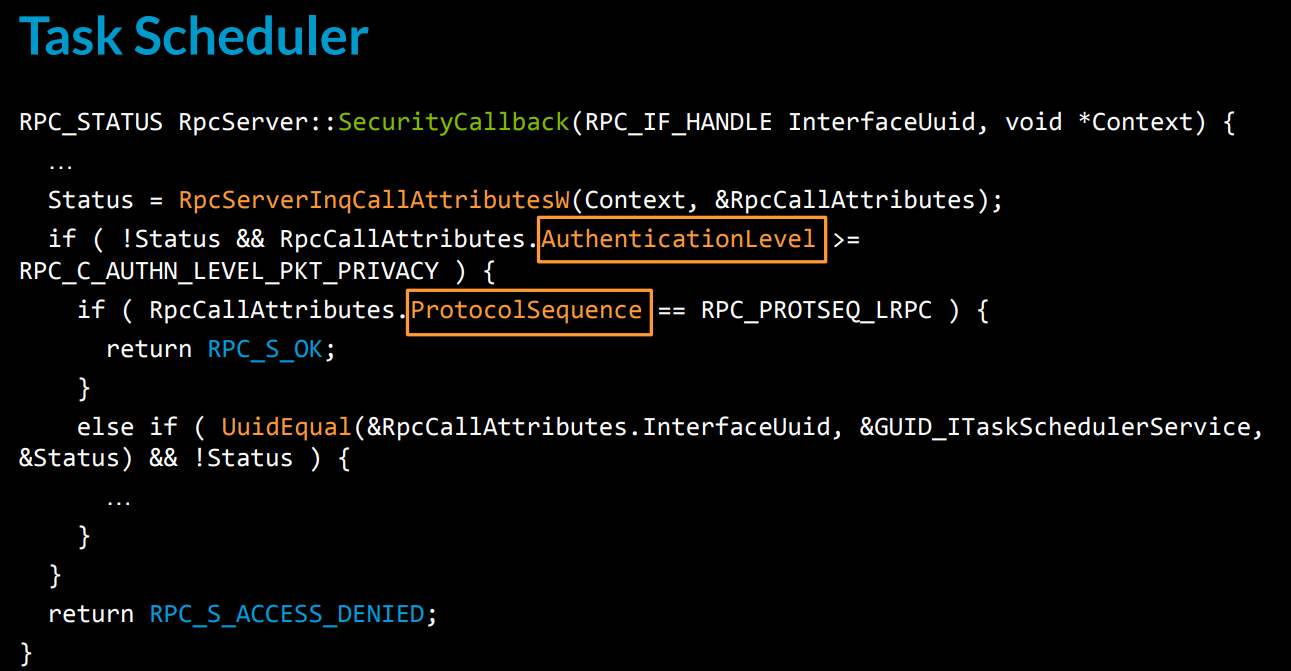 Task Scheduler
RPC_STATUS RpcServer::SecurityCallback(RPC_IF_HANDLE InterfaceUuid, void *Context) {
…
Status = RpcServerInqCallAttributesW(Context, &RpcCallAttributes);
if ( !Status && RpcCallAttributes.AuthenticationLevel >=
RPC_C_AUTHN_LEVEL_PKT_PRIVACY ) {
if ( RpcCallAttributes.ProtocolSequence == RPC_PROTSEQ_LRPC ) {
return RPC_S_OK;
}
else if ( UuidEqual(&RpcCallAttributes.InterfaceUuid, &GUID_ITaskSchedulerService,
&Status) && !Status ) {
…
}
}
return RPC_S_ACCESS_DENIED;
}